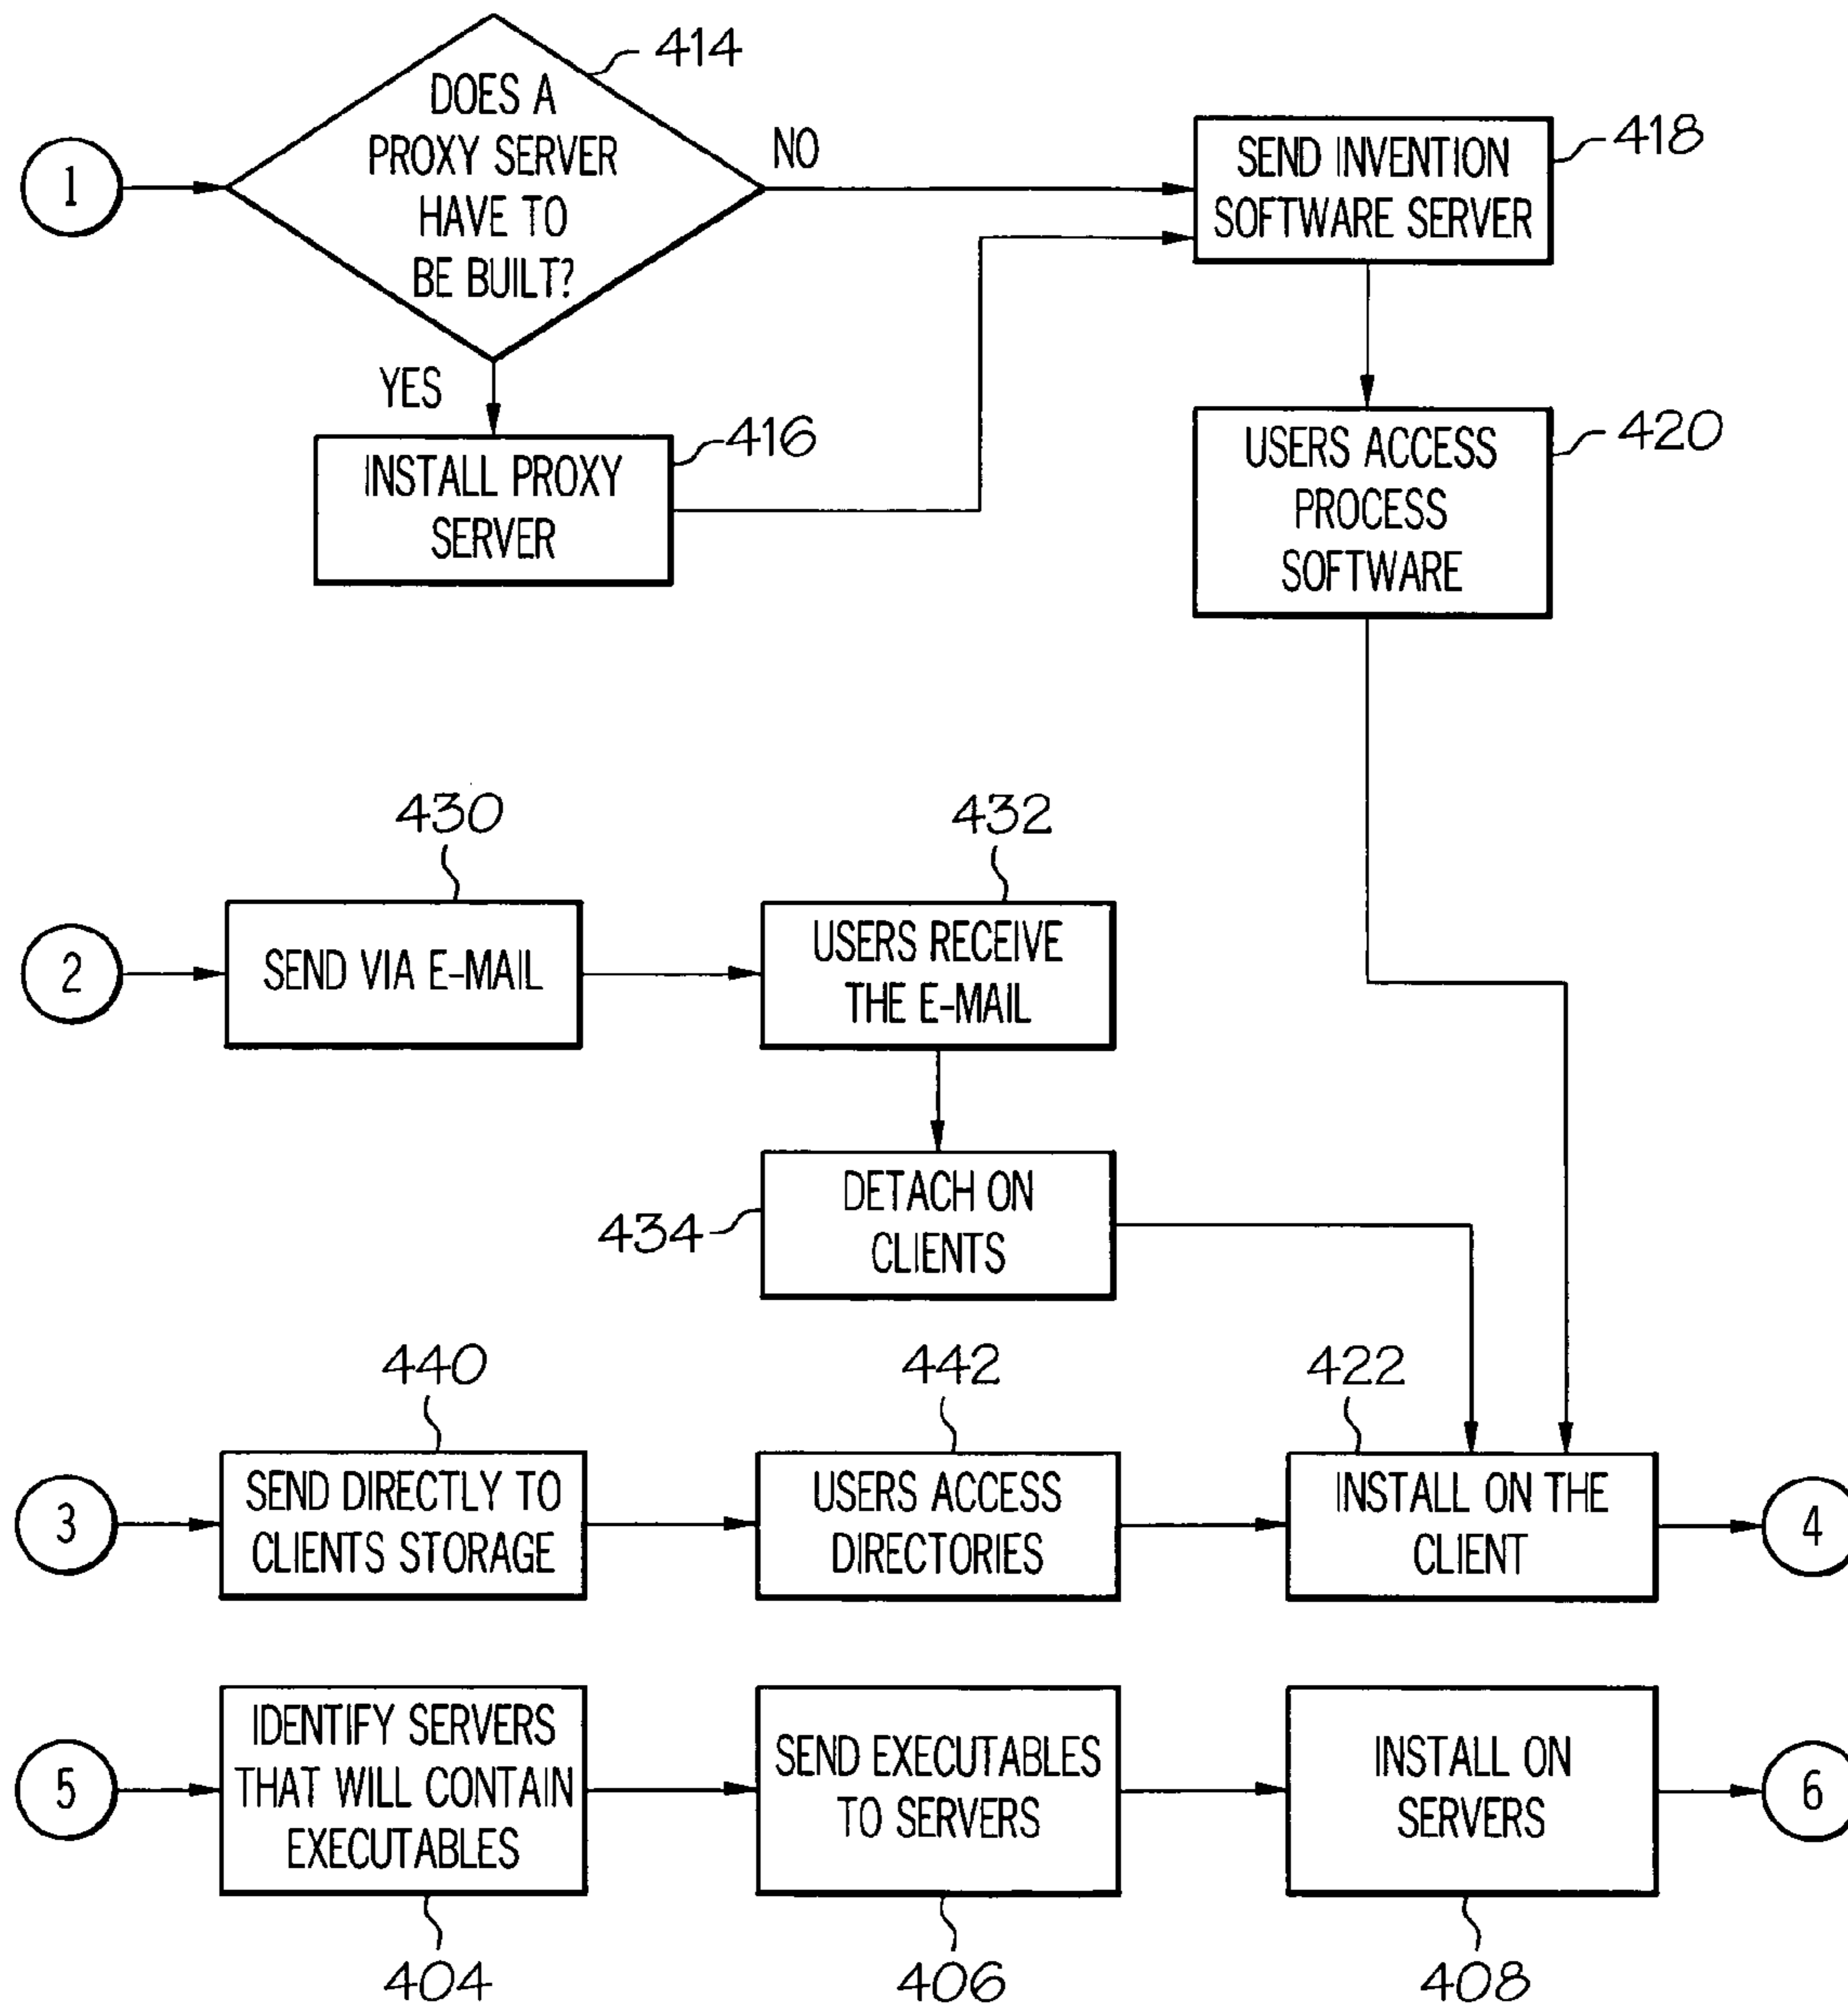 1
DOES A
PROXY SERVER
HAVE TO
BE BUILT?
414
NO
YES
INSTALL PROXY
SERVER
416
SEND INVENTION
SOFTWARE SERVER
418
USERS ACCESS
PROCESS
SOFTWARE
420
2
430
SEND VIA E-MAIL
432
USERS RECEIVE
THE E-MAIL
434
DETACH ON
CLIENTS
3
440
SEND DIRECTLY TO
CLIENTS STORAGE
442
USERS ACCESS
DIRECTORIES
422
INSTALL ON THE
CLIENT
4
5
IDENTIFY SERVERS
THAT WILL CONTAIN
EXECUTABLES
404
SEND EXECUTABLES
TO SERVERS
406
INSTALL ON
SERVERS
408
6